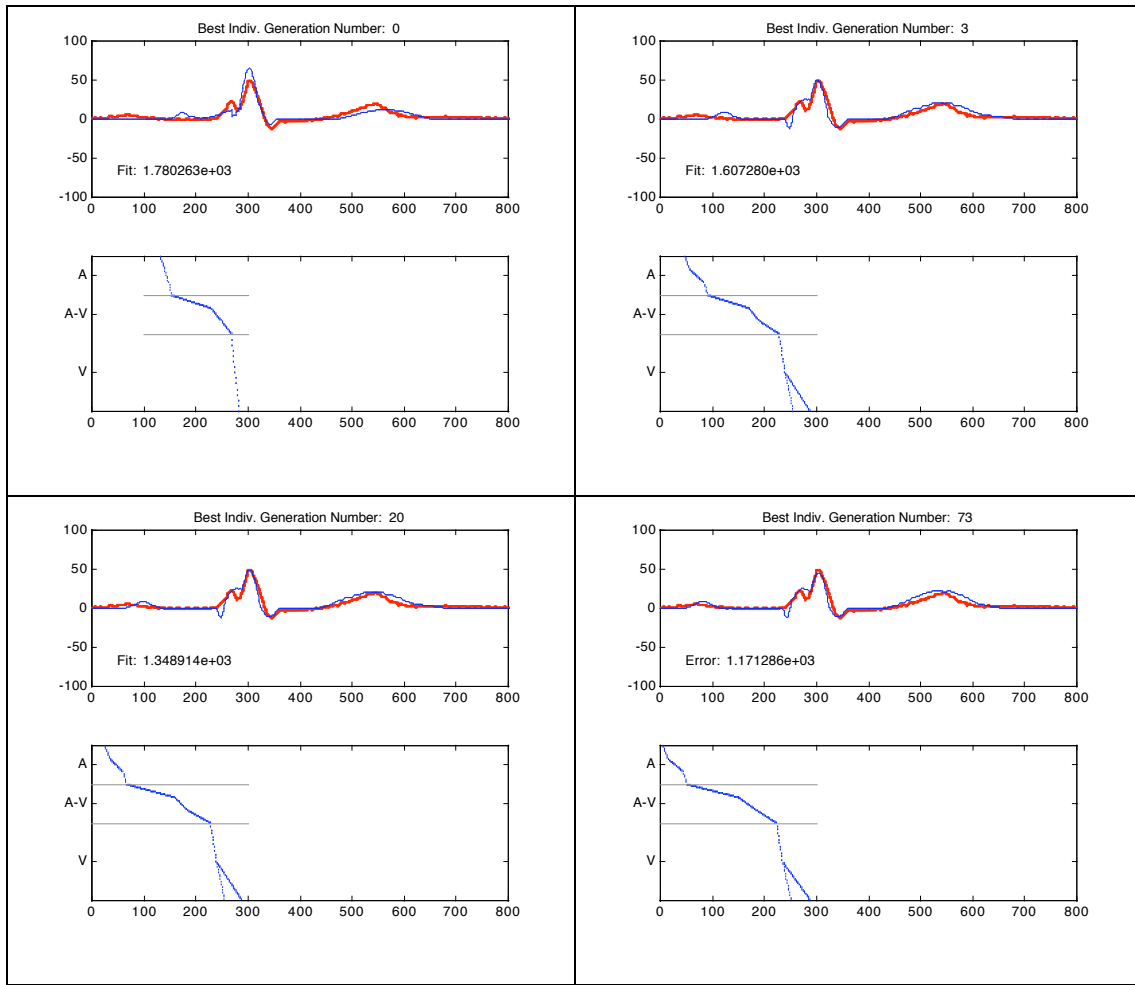 Best Indiv. Generation Number: 0
100
50
0
-50
-100
Fit: 1.780263e+03
0 100 200 300 400 500 600 700 800
A
A-V
V
0 100 200 300 400 500 600 700 800
Best Indiv. Generation Number: 3
100
50
0
-50
-100
Fit: 1.607280e+03
0 100 200 300 400 500 600 700 800
A
A-V
V
0 100 200 300 400 500 600 700 800
Best Indiv. Generation Number: 20
100
50
0
-50
-100
Fit: 1.348914e+03
0 100 200 300 400 500 600 700 800
A
A-V
V
0 100 200 300 400 500 600 700 800
Best Indiv. Generation Number: 73
100
50
0
-50
-100
Error: 1.171286e+03
0 100 200 300 400 500 600 700 800
A
A-V
V
0 100 200 300 400 500 600 700 800